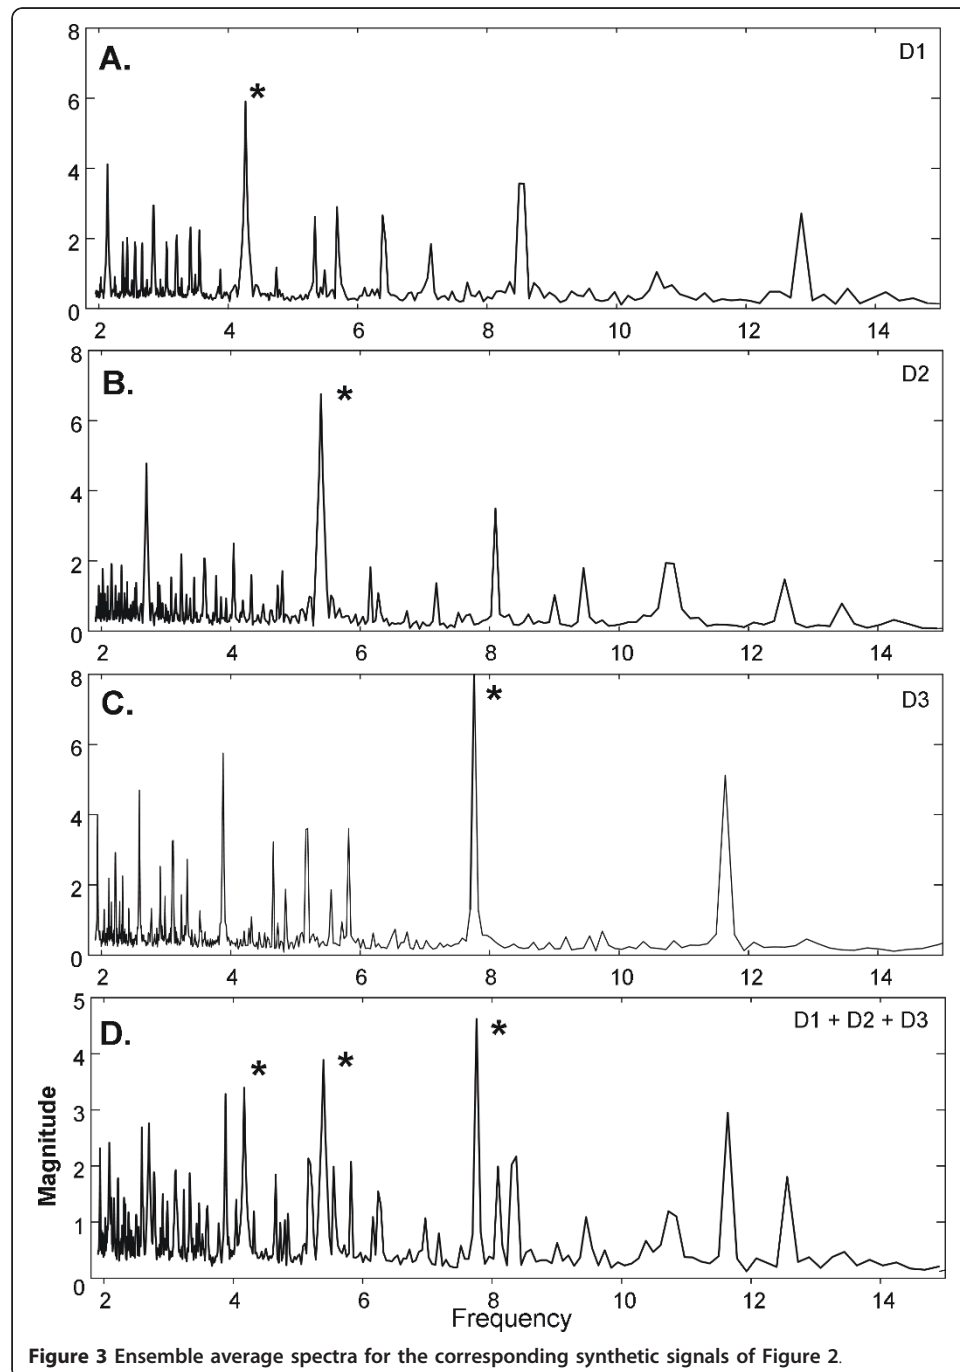 8
A.
D1
*
6
4
2
0
2 4 6 8 10 12 14
8
B.
D2
*
6
4
2
0
2 4 6 8 10 12 14
8
C.
D3
*
6
4
2
0
2 4 6 8 10 12 14
5
D.
D1 + D2 + D3
* * *
4
3
2
1
0
Magnitude
2 4 6 8 10 12 14
Frequency
Figure 3 Ensemble average spectra for the corresponding synthetic signals of Figure 2.